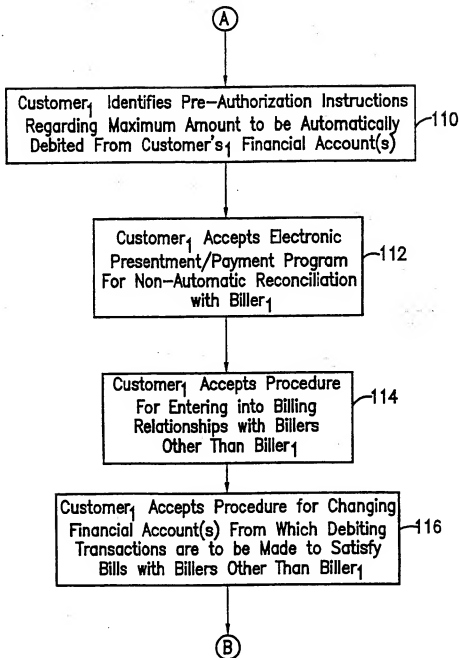 A
Customer₁ Identifies Pre-Authorization Instructions
Regarding Maximum Amount to be Automatically
Debited From Customer's₁ Financial Account(s)
110
Customer₁ Accepts Electronic
Presentment/Payment Program
For Non-Automatic Reconciliation
with Biller₁
112
Customer₁ Accepts Procedure
For Entering into Billing
Relationships with Billers
Other Than Biller₁
114
Customer₁ Accepts Procedure for Changing
Financial Account(s) From Which Debiting
Transactions are to be Made to Satisfy
Bills with Billers Other Than Biller₁
116
B